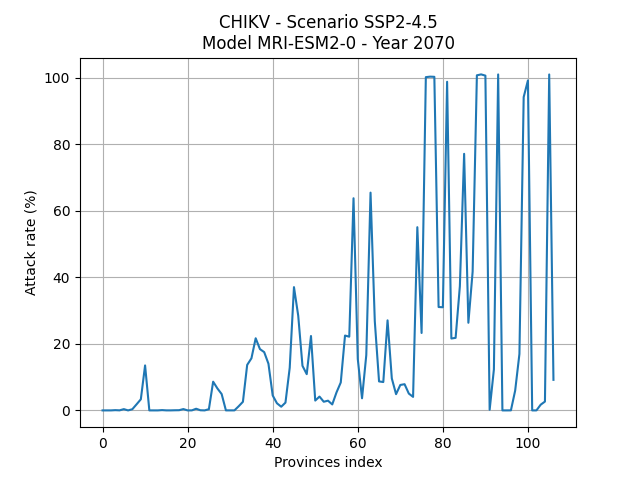 CHIKV - Scenario SSP2-4.5
Model MRI-ESM2-0 - Year 2070
Attack rate (%)
100
80
60
40
20
0
0 20 40 60 80 100
Provinces index